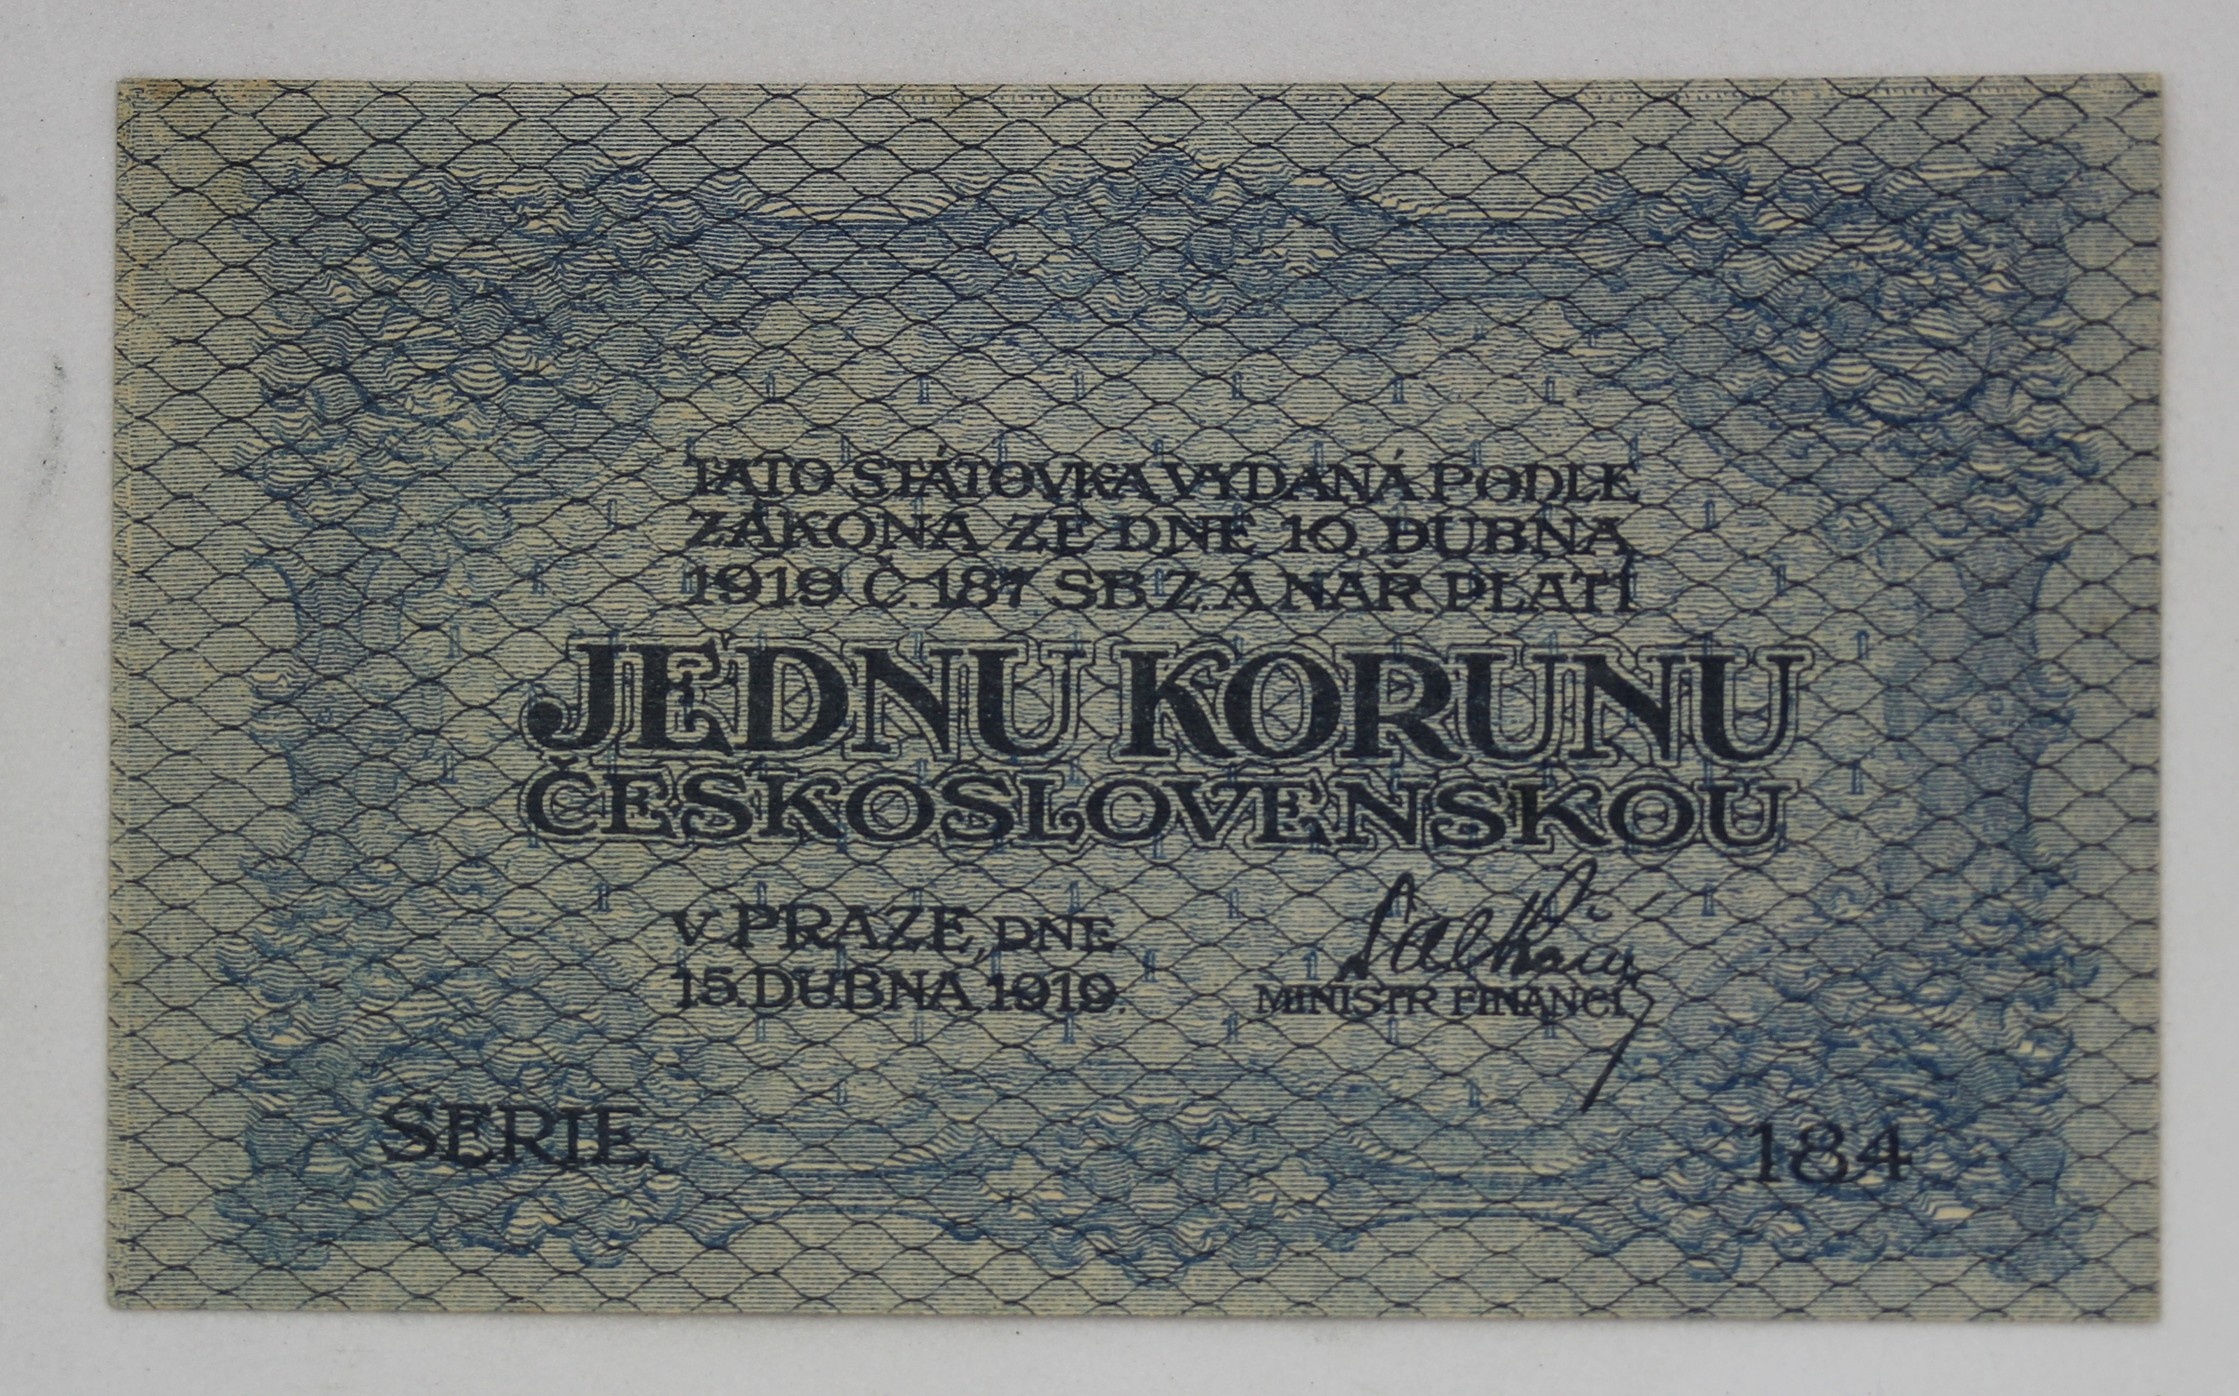 TATO STÁTOVKA VYDANÁ PODLE
ZÁKONA ZE DNE 10. DUBNA
1919 Č. 187 SB. Z. A NAŘ. PLATÍ
JEDNU KORUNU
ČESKOSLOVENSKOU
V PRAZE, DNE
15. DUBNA 1919.
MINISTR FINANCÍ
SERIE 184